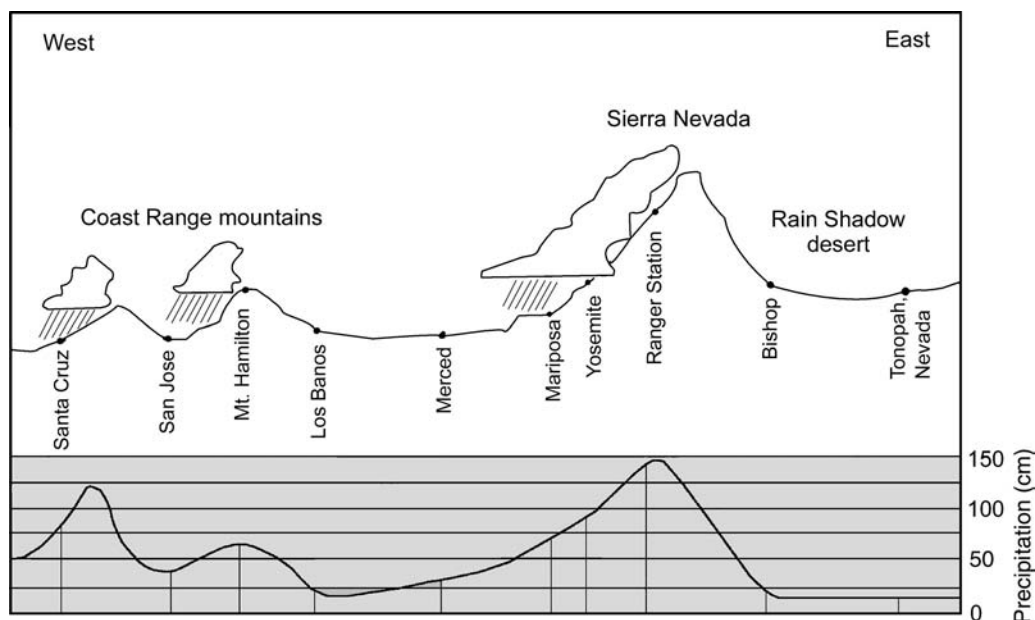 West
East
Sierra Nevada
Coast Range mountains
Rain Shadow
desert
Santa Cruz
San Jose
Mt. Hamilton
Los Banos
Merced
Mariposa
Yosemite
Ranger Station
Bishop
Tonopah,
Nevada
150
100
50
0
Precipitation (cm)